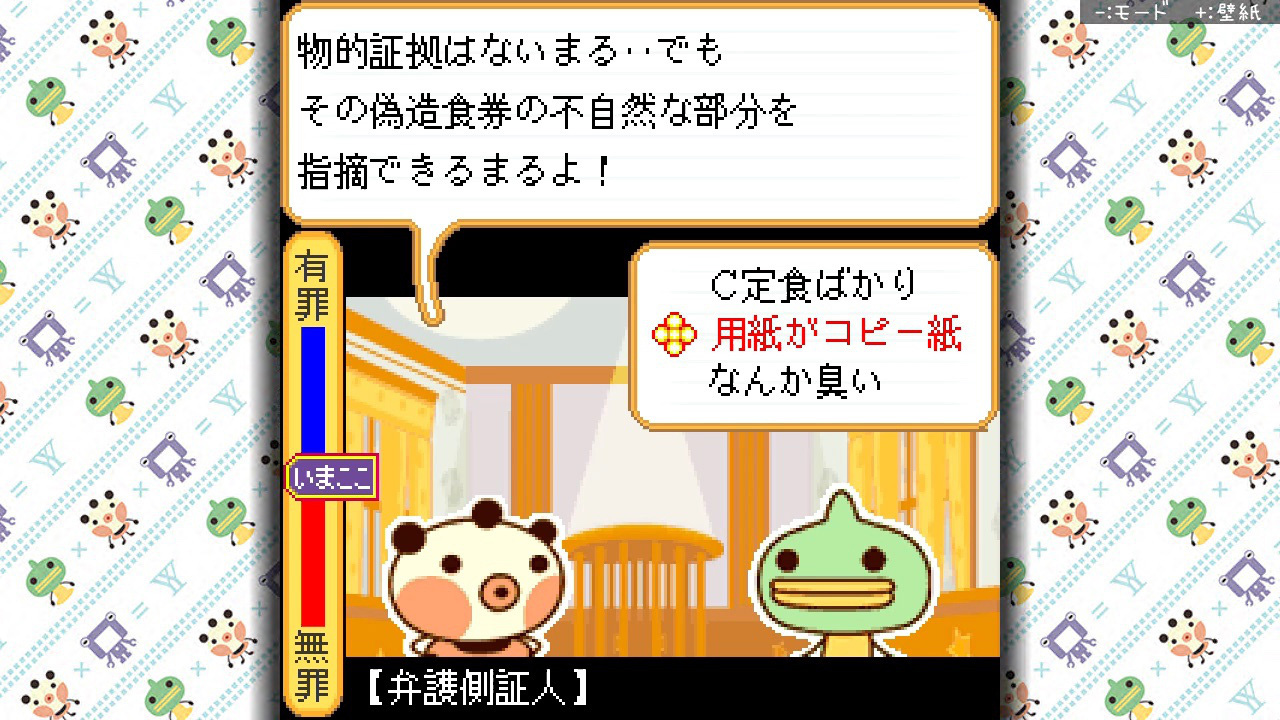 -:モード +:壁紙
物的証拠はないまる‥でも
その偽造食券の不自然な部分を
指摘できるまるよ！
有罪
いまここ
無罪
C定食ばかり
用紙がコピー紙
なんか臭い
【弁護側証人】